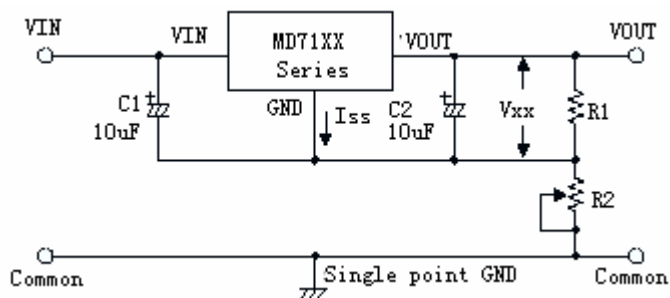 VIN
VIN
MD71XX
Series
VOUT
VOUT
C1
10uF
GND
Iss
C2
10uF
Vxx
R1
R2
Common
Single point GND
Common